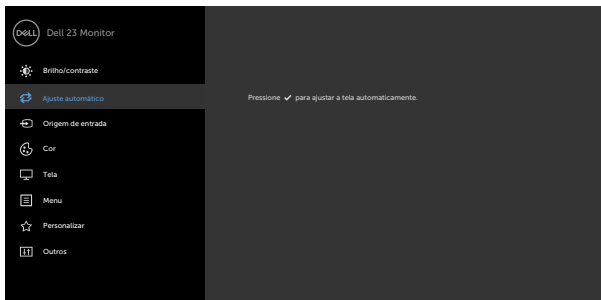 DELL Dell 23 Monitor
Brilho/contraste
Ajuste automático
Pressione ✓ para ajustar a tela automaticamente.
Origem de entrada
Cor
Tela
Menu
Personalizar
Outros